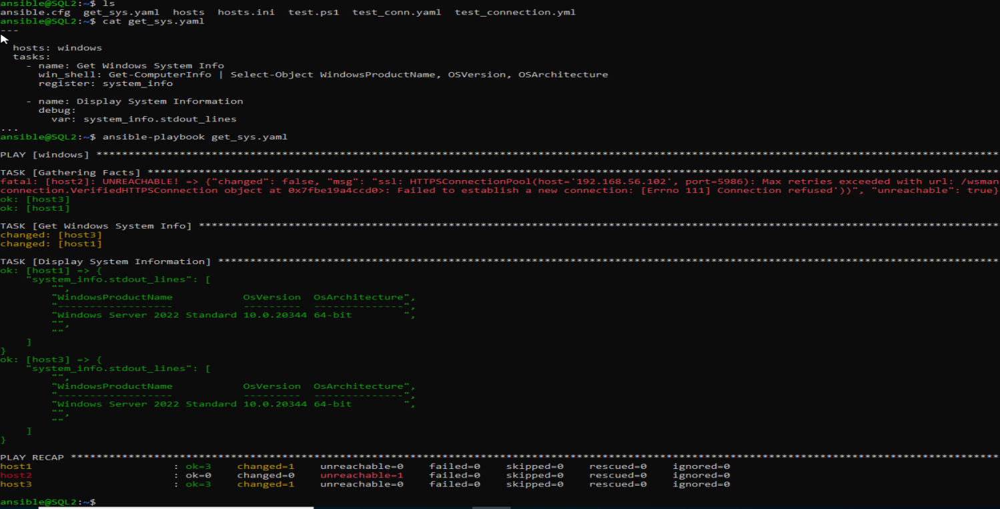 ansible@SQL2:~$ ls
ansible.cfg  get_sys.yaml  hosts  hosts.ini  test.ps1  test_conn.yaml  test_connection.yml
ansible@SQL2:~$ cat get_sys.yaml
---
  hosts: windows
  tasks:
    - name: Get Windows System Info
      win_shell: Get-ComputerInfo | Select-Object WindowsProductName, OSVersion, OSArchitecture
      register: system_info
    - name: Display System Information
      debug:
        var: system_info.stdout_lines
...
ansible@SQL2:~$ ansible-playbook get_sys.yaml
PLAY [windows] *********************************************************************************************************************************************
TASK [Gathering Facts] *************************************************************************************************************************************
fatal: [host2]: UNREACHABLE! => {"changed": false, "msg": "ssl: HTTPSConnectionPool(host='192.168.56.102', port=5986): Max retries exceeded with url: /wsman
connection.VerifiedHTTPSConnection object at 0x7fbe19a4ccd0>: Failed to establish a new connection: [Errno 111] Connection refused'))", "unreachable": true}
ok: [host3]
ok: [host1]
TASK [Get Windows System Info] *****************************************************************************************************************************
changed: [host3]
changed: [host1]
TASK [Display System Information] **************************************************************************************************************************
ok: [host1] => {
    "system_info.stdout_lines": [
        "",
        "WindowsProductName           OsVersion  OsArchitecture",
        "------------------           ---------  --------------",
        "Windows Server 2022 Standard 10.0.20344 64-bit        ",
        "",
        ""
    ]
}
ok: [host3] => {
    "system_info.stdout_lines": [
        "",
        "WindowsProductName           OsVersion  OsArchitecture",
        "------------------           ---------  --------------",
        "Windows Server 2022 Standard 10.0.20344 64-bit        ",
        "",
        ""
    ]
}
PLAY RECAP *************************************************************************************************************************************************
host1                      : ok=3    changed=1    unreachable=0    failed=0    skipped=0    rescued=0    ignored=0
host2                      : ok=0    changed=0    unreachable=1    failed=0    skipped=0    rescued=0    ignored=0
host3                      : ok=3    changed=1    unreachable=0    failed=0    skipped=0    rescued=0    ignored=0
ansible@SQL2:~$